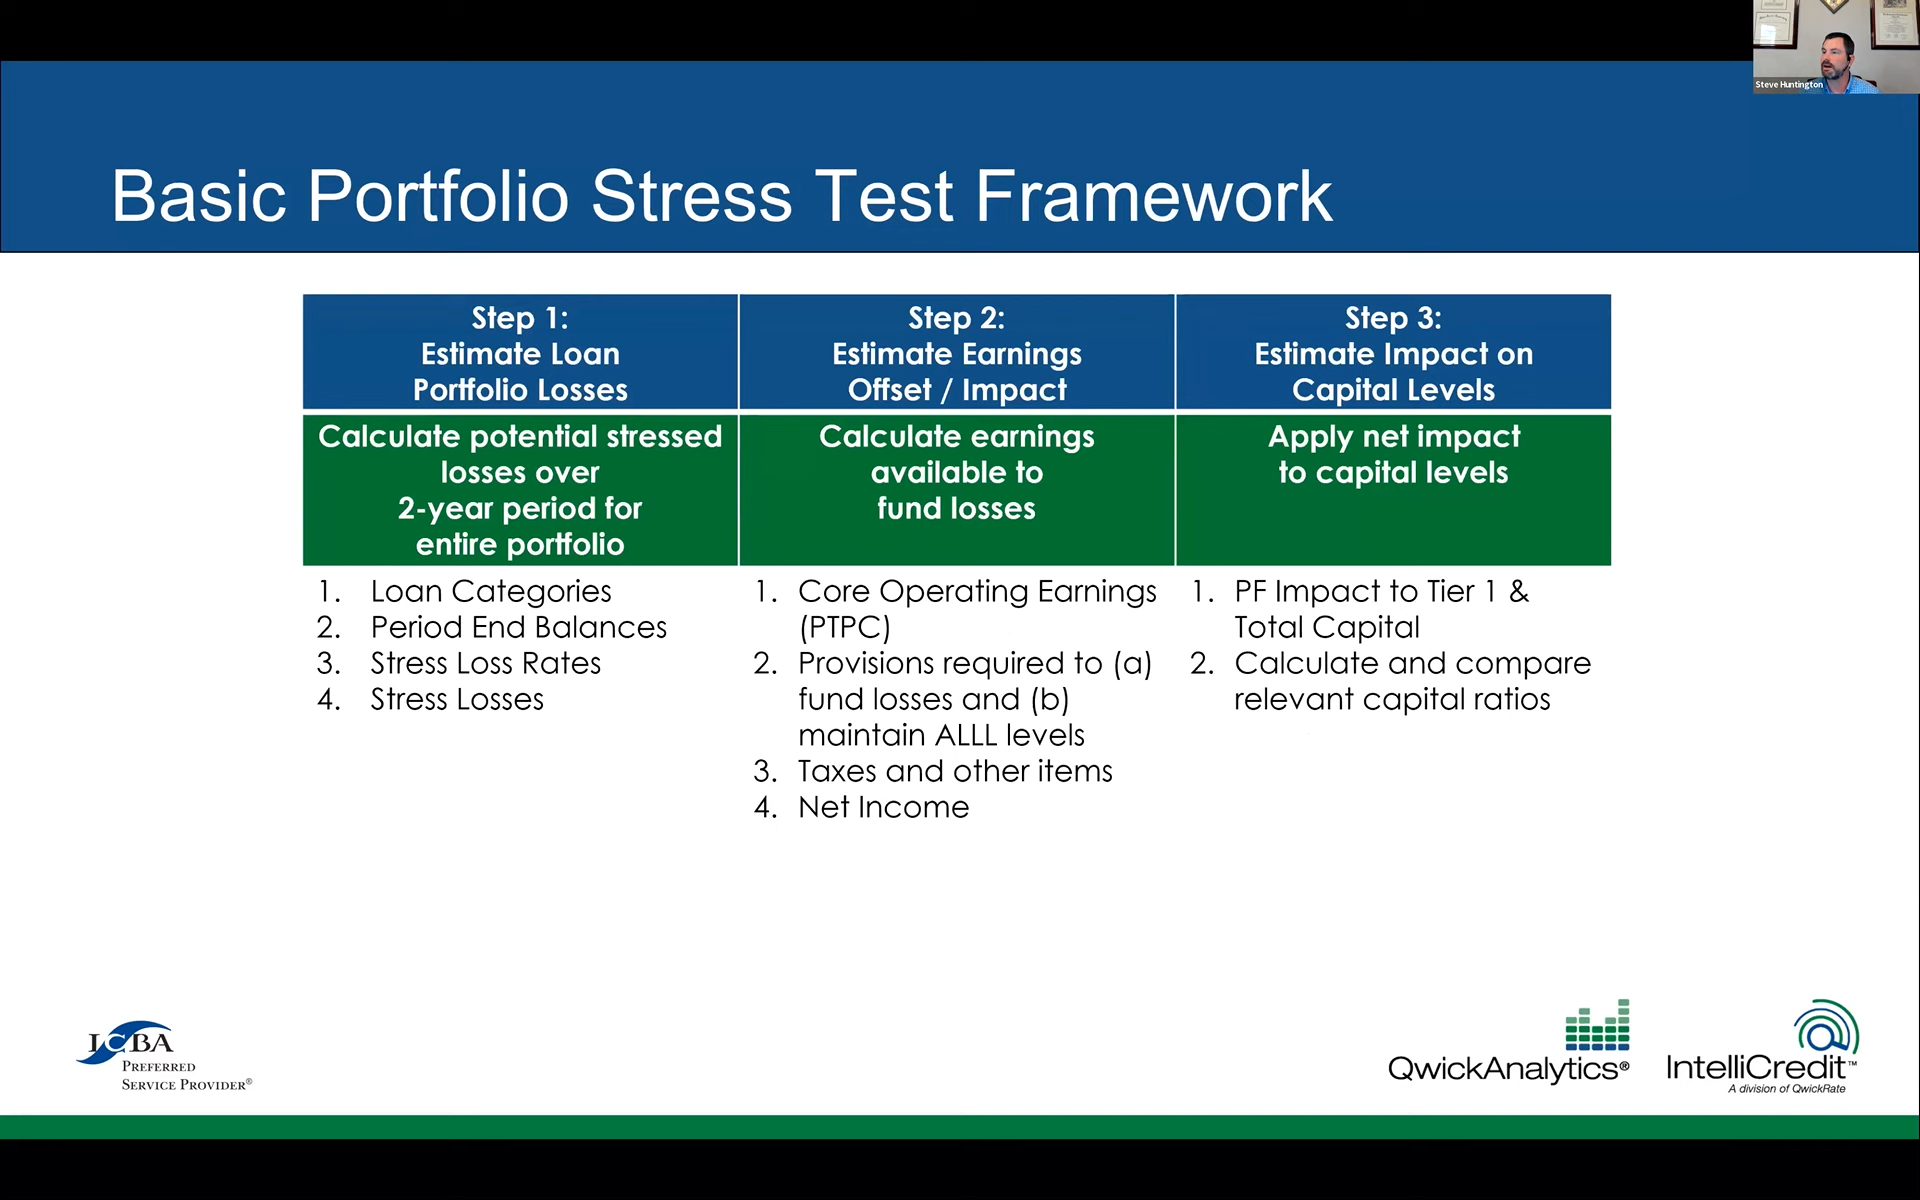 Steve Huntington
Basic Portfolio Stress Test Framework
Step 1:
Estimate Loan
Portfolio Losses
Step 2:
Estimate Earnings
Offset / Impact
Step 3:
Estimate Impact on
Capital Levels
Calculate potential stressed
losses over
2-year period for
entire portfolio
Calculate earnings
available to
fund losses
Apply net impact
to capital levels
1. Loan Categories
2. Period End Balances
3. Stress Loss Rates
4. Stress Losses
1. Core Operating Earnings
(PTPC)
2. Provisions required to (a)
fund losses and (b)
maintain ALLL levels
3. Taxes and other items
4. Net Income
1. PF Impact to Tier 1 &
Total Capital
2. Calculate and compare
relevant capital ratios
ICBA
PREFERRED
SERVICE PROVIDER®
QwickAnalytics®
IntelliCredit™
A division of QwickRate